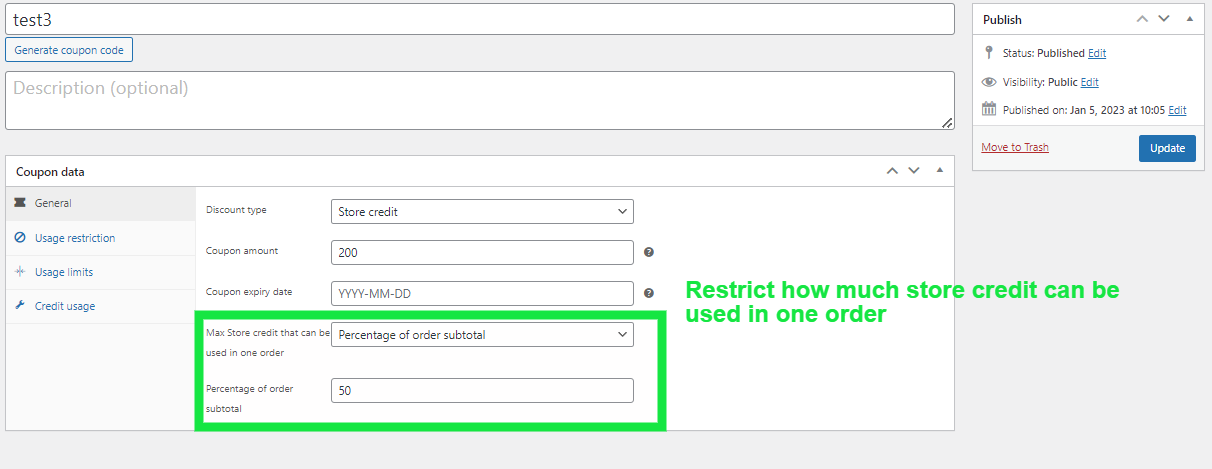 test3
Generate coupon code
Description (optional)
Coupon data
General
Usage restriction
Usage limits
Credit usage
Discount type
Store credit
Coupon amount
200
Coupon expiry date
YYYY-MM-DD
Max Store credit that can be
used in one order
Percentage of order subtotal
Percentage of order
subtotal
50
Restrict how much store credit can be
used in one order
Publish
Status: Published Edit
Visibility: Public Edit
Published on: Jan 5, 2023 at 10:05 Edit
Move to Trash
Update